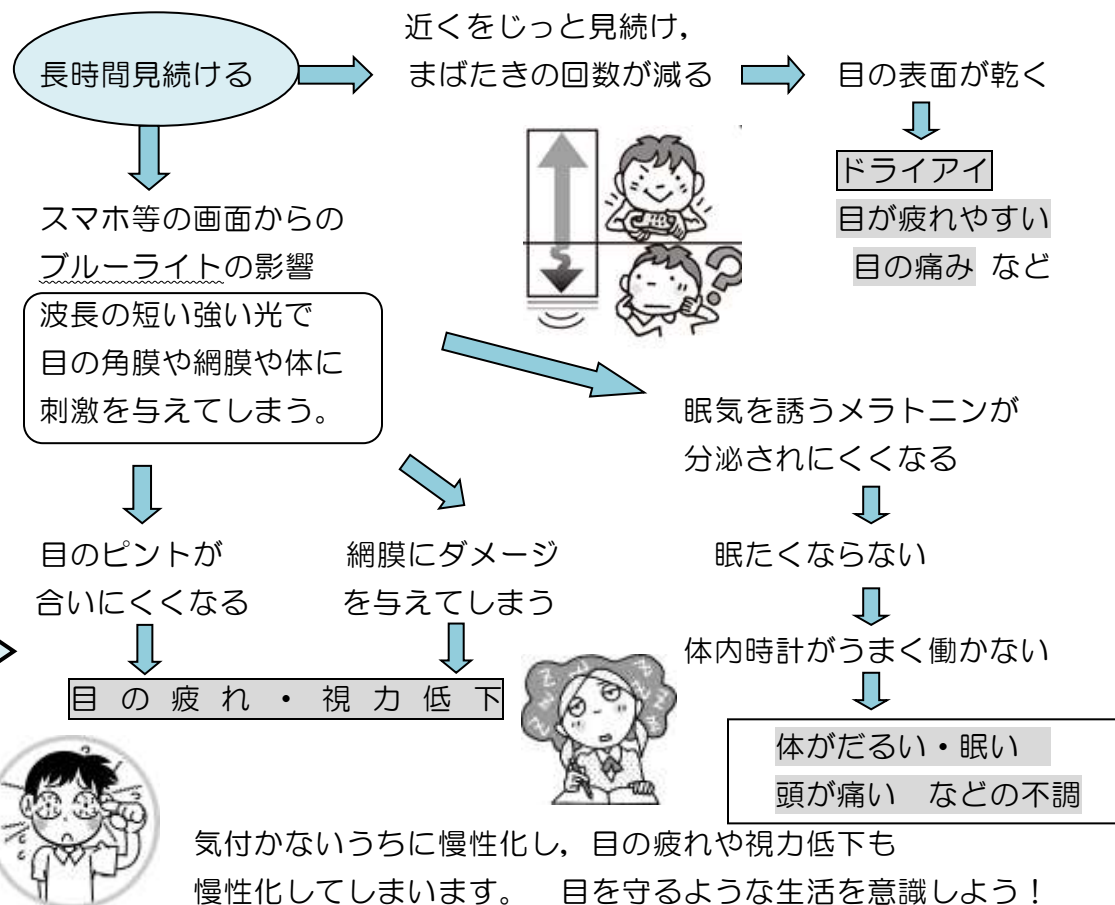 長時間見続ける
近くをじっと見続け，
まばたきの回数が減る
目の表面が乾く
ドライアイ
目が疲れやすい
目の痛み など
スマホ等の画面からの
ブルーライトの影響
波長の短い強い光で
目の角膜や網膜や体に
刺激を与えてしまう。
目のピントが
合いにくくなる
網膜にダメージ
を与えてしまう
目 の 疲 れ ・ 視 力 低 下
眠気を誘うメラトニンが
分泌されにくくなる
眠たくならない
体内時計がうまく働かない
体がだるい・眠い
頭が痛い　などの不調
気付かないうちに慢性化し，目の疲れや視力低下も
慢性化してしまいます。　目を守るような生活を意識しよう！